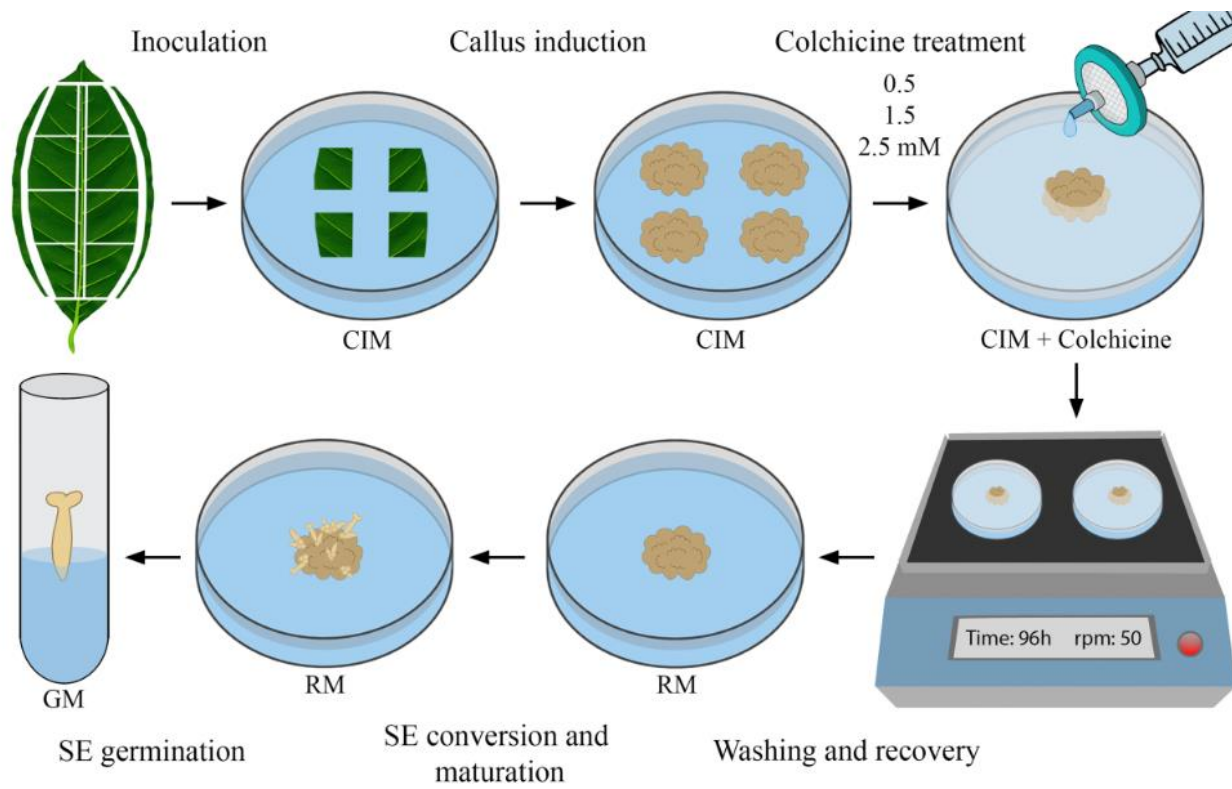 Inoculation
Callus induction
Colchicine treatment
0.5
1.5
2.5 mM
CIM
CIM
CIM + Colchicine
Time: 96h rpm: 50
GM
RM
RM
SE germination
SE conversion and
maturation
Washing and recovery